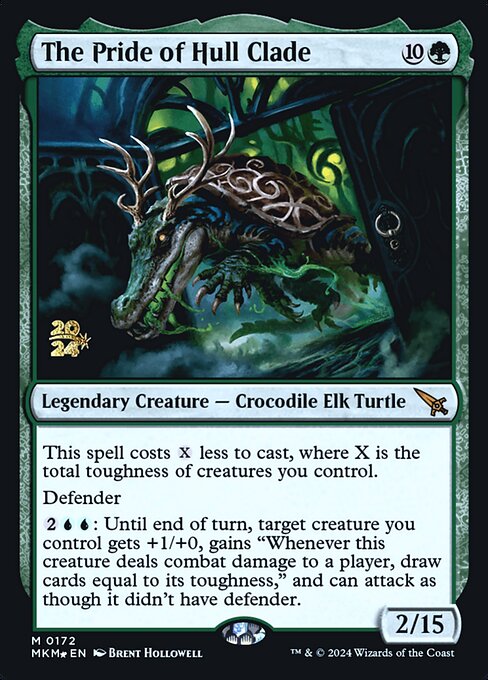 The Pride of Hull Clade 10
2024
Legendary Creature — Crocodile Elk Turtle
This spell costs X less to cast, where X is the
total toughness of creatures you control.
Defender
2: Until end of turn, target creature you
control gets +1/+0, gains “Whenever this
creature deals combat damage to a player, draw
cards equal to its toughness,” and can attack as
though it didn’t have defender.
2/15
M 0172
MKM★EN Brent Hollowell
™ & © 2024 Wizards of the Coast